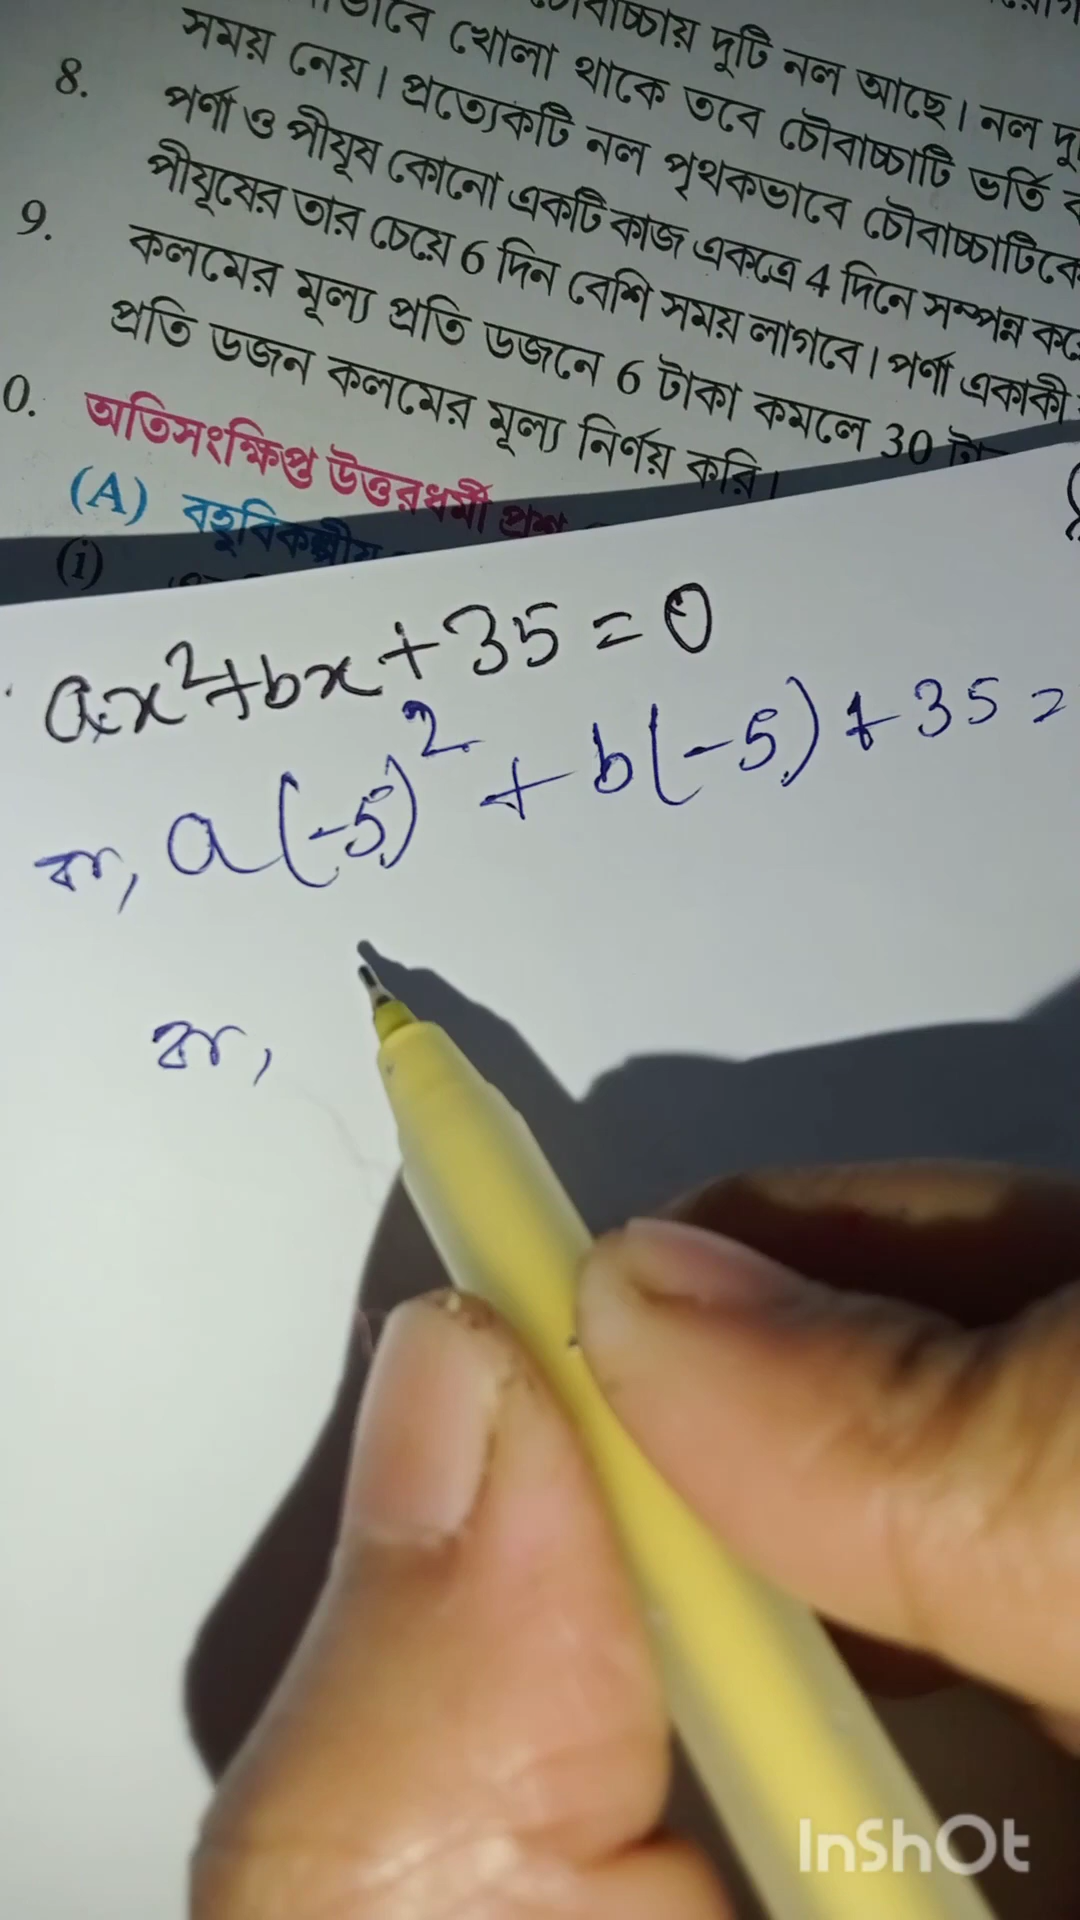 চৌবাচ্চায় দুটি নল আছে। নল
খোলা থাকে তবে চৌবাচ্চাটি ভর্তি
সময় নেয়। প্রত্যেকটি নল পৃথকভাবে চৌবাচ্চাটিকে
8. পর্ণা ও পীযূষ কোনো একটি কাজ একত্রে 4 দিনে সম্পন্ন
পীযূষের তার চেয়ে 6 দিন বেশি সময় লাগবে। পর্ণা একাকী
9. কলমের মূল্য প্রতি ডজনে 6 টাকা কমলে 30
প্রতি ডজন কলমের মূল্য নির্ণয় করি।
0. অতিসংক্ষিপ্ত উত্তরধর্মী প্রশ্ন
(A) বহুবিকল্পীয়
(i)
ax²+bx+35=0
বা, a(-5)² + b(-5)+35=
বা,
InShOt